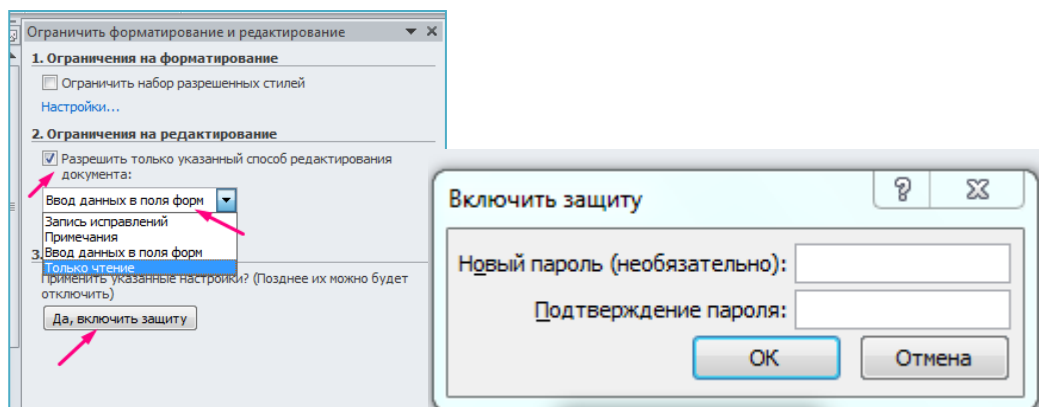 Ограничить форматирование и редактирование
1. Ограничения на форматирование
Ограничить набор разрешенных стилей
Настройки...
2. Ограничения на редактирование
Разрешить только указанный способ редактирования
документа:
Ввод данных в поля форм
Запись исправлений
Примечания
Ввод данных в поля форм
3.
Только чтение
Применить указанные настройки? (Позднее их можно будет
отключить)
Да, включить защиту
Включить защиту
Новый пароль (необязательно):
Подтверждение пароля:
ОК
Отмена